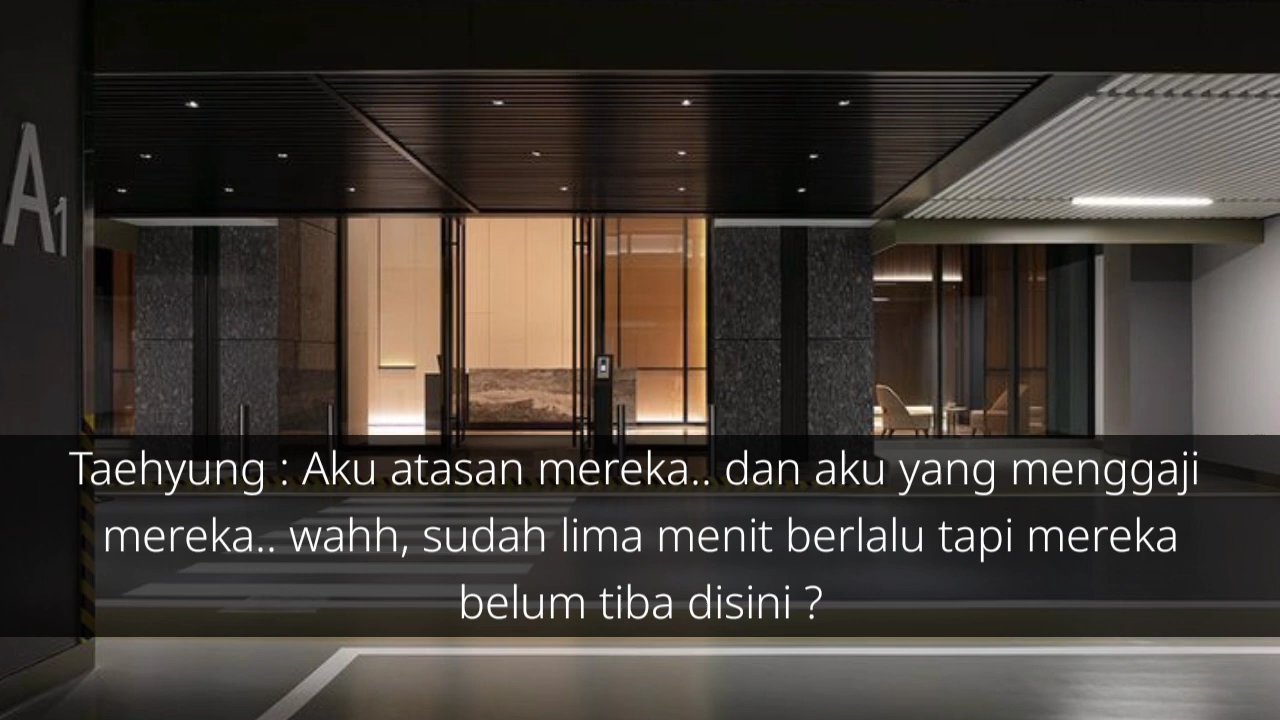 A1
Taehyung : Aku atasan mereka.. dan aku yang menggaji
mereka.. wahh, sudah lima menit berlalu tapi mereka
belum tiba disini ?